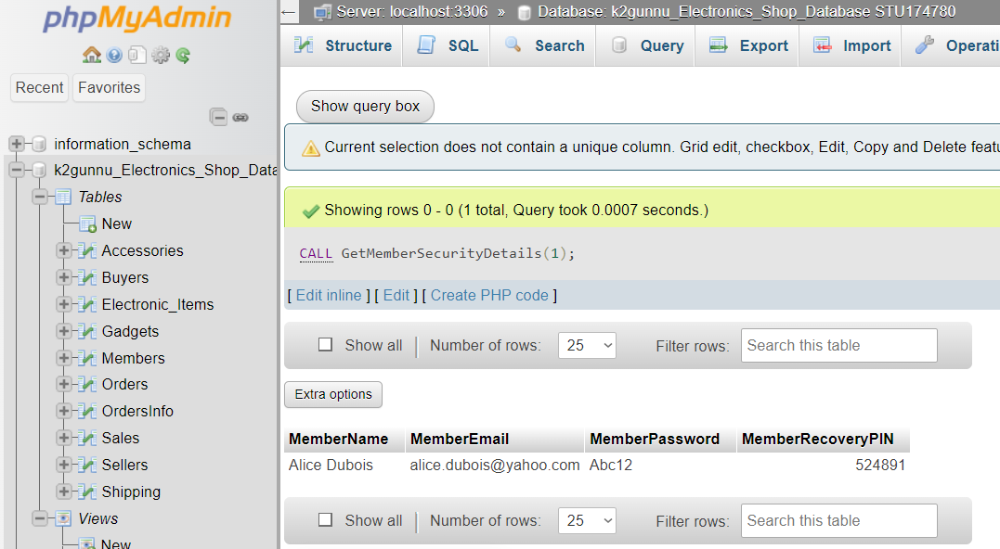 phpMyAdmin
Recent Favorites
information_schema
k2gunnu_Electronics_Shop_Data
Tables
New
Accessories
Buyers
Electronic_Items
Gadgets
Members
Orders
OrdersInfo
Sales
Sellers
Shipping
Views
New
Server: localhost:3306 » Database: k2gunnu_Electronics_Shop_Database STU174780
Structure SQL Search Query Export Import Operati
Show query box
Current selection does not contain a unique column. Grid edit, checkbox, Edit, Copy and Delete featu
Showing rows 0 - 0 (1 total, Query took 0.0007 seconds.)
CALL GetMemberSecurityDetails(1);
[ Edit inline ] [ Edit ] [ Create PHP code ]
Show all | Number of rows: 25 Filter rows: Search this table
Extra options
MemberName MemberEmail MemberPassword MemberRecoveryPIN
Alice Dubois alice.dubois@yahoo.com Abc12 524891
Show all | Number of rows: 25 Filter rows: Search this table